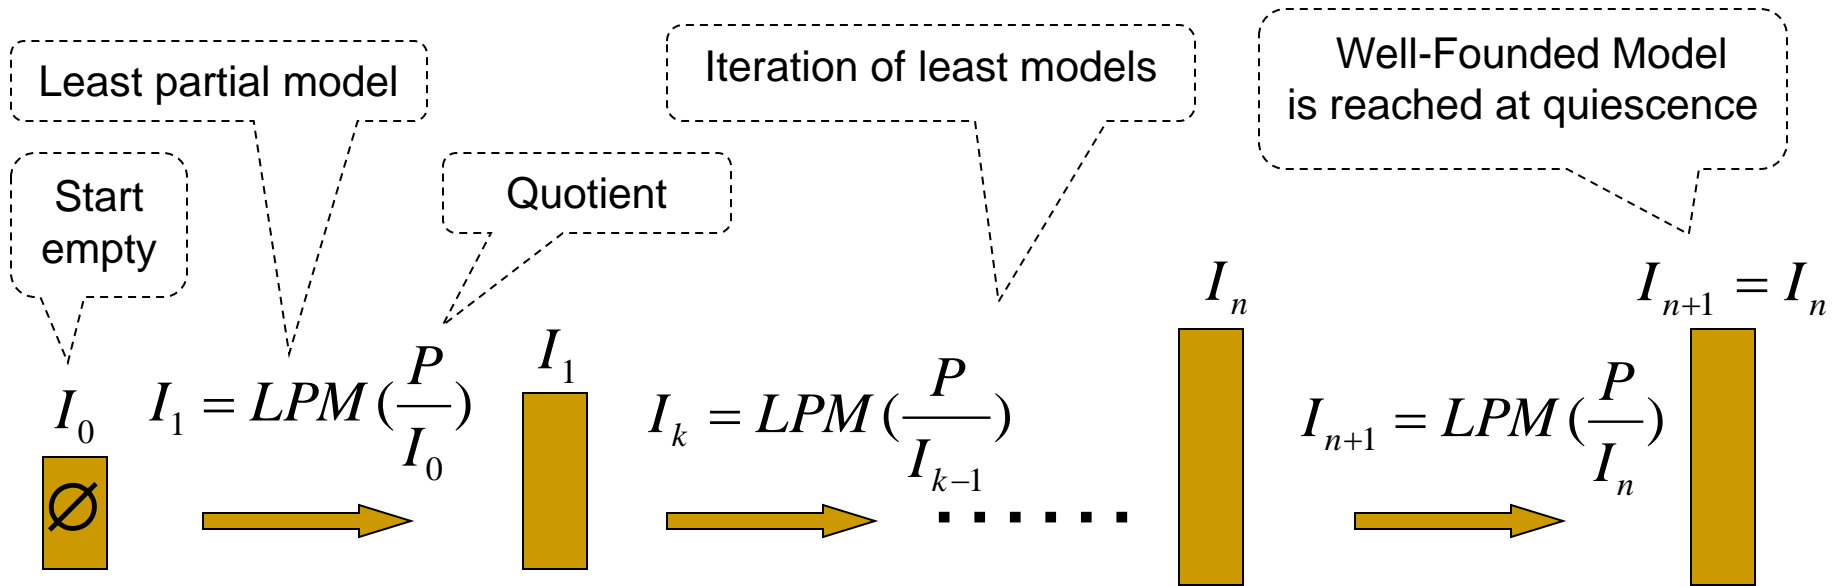 Least partial model
Iteration of least models
Well-Founded Model
is reached at quiescence
Start
empty
Quotient
I_0
∅
I_1 = LPM(P/I_0)
I_1
I_k = LPM(P/I_{k−1})
......
I_n
I_{n+1} = LPM(P/I_n)
I_{n+1} = I_n